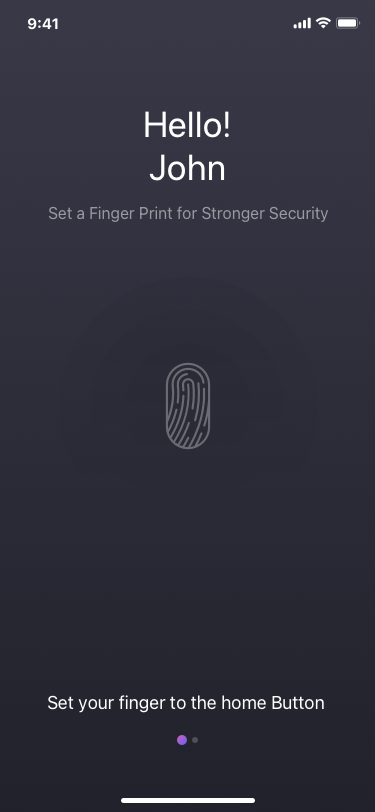 9:41
Hello!
John
Set a Finger Print for Stronger Security
Set your finger to the home Button